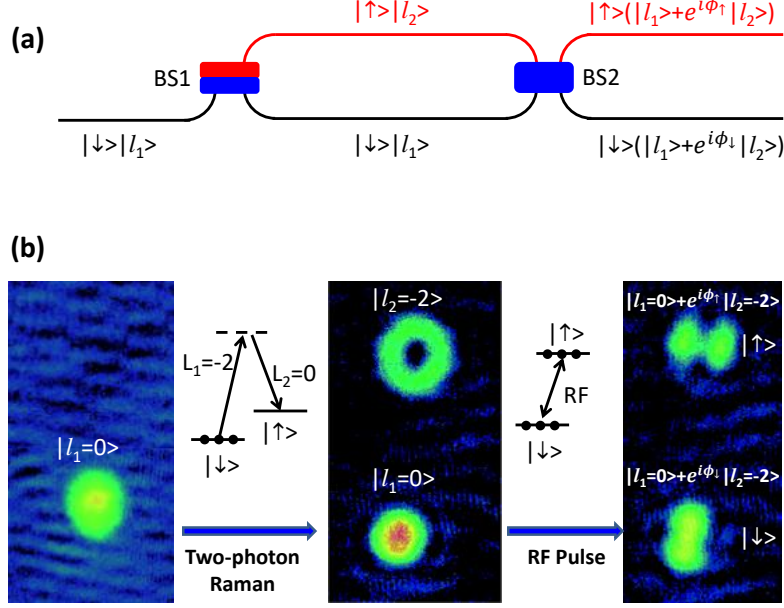 (a)
|↑>|l₂>
|↑>(|l₁>+e^{iϕ↑}|l₂>)
BS1
BS2
|↓>|l₁>
|↓>|l₁>
|↓>(|l₁>+e^{iϕ↓}|l₂>)
(b)
|l₂=-2>
|l₁=0>+e^{iϕ↑}|l₂=-2>
|↑>
|↑>
L₁=-2
L₂=0
RF
|↑>
|↓>
|↓>
|l₁=0>
|l₁=0>
|l₁=0>+e^{iϕ↓}|l₂=-2>
|↓>
Two-photon
Raman
RF Pulse